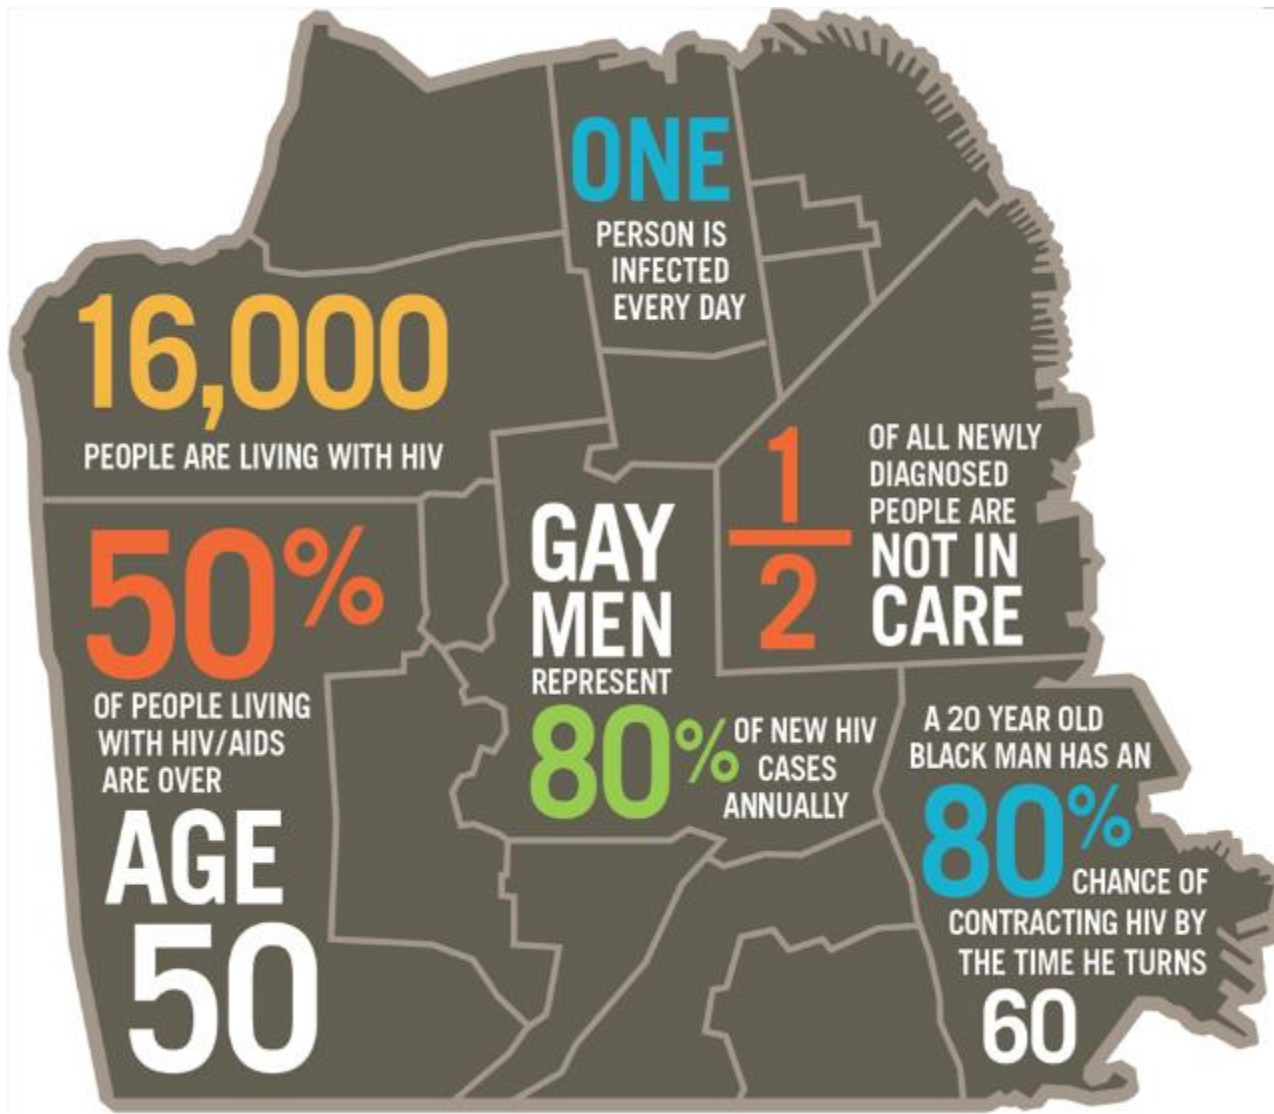 ONE
PERSON IS
INFECTED
EVERY DAY
16,000
PEOPLE ARE LIVING WITH HIV
50%
OF PEOPLE LIVING
WITH HIV/AIDS
ARE OVER
AGE
50
GAY
MEN
REPRESENT
80%
OF NEW HIV
CASES
ANNUALLY
1
2
OF ALL NEWLY
DIAGNOSED
PEOPLE ARE
NOT IN
CARE
A 20 YEAR OLD
BLACK MAN HAS AN
80%
CHANCE OF
CONTRACTING HIV BY
THE TIME HE TURNS
60